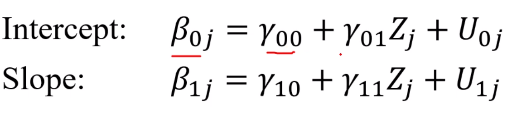 Intercept: β₀ⱼ = γ₀₀ + γ₀₁Zⱼ + U₀ⱼ
Slope: β₁ⱼ = γ₁₀ + γ₁₁Zⱼ + U₁ⱼ